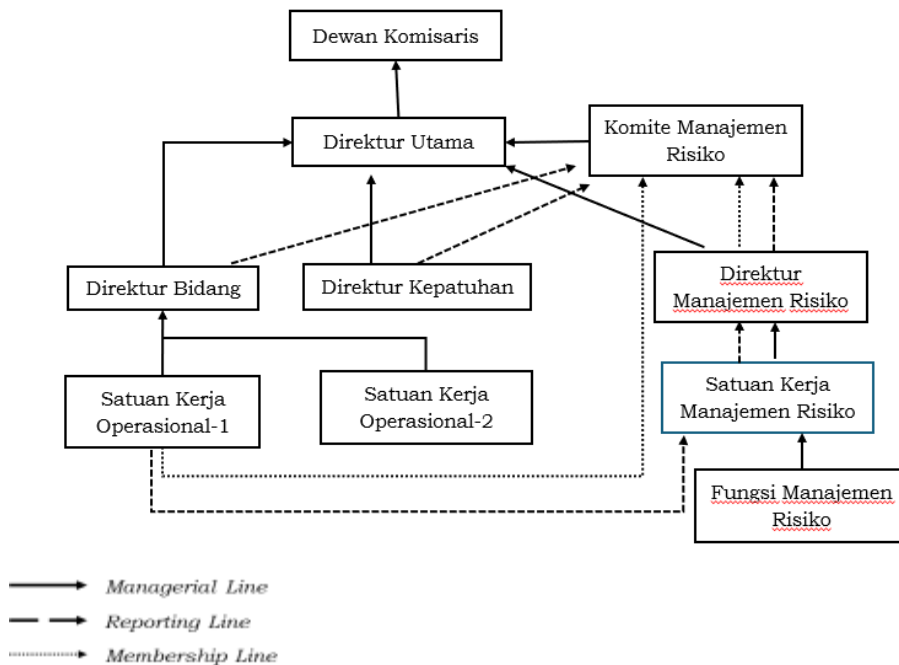 Dewan Komisaris
Direktur Utama
Komite Manajemen
Risiko
Direktur Bidang
Direktur Kepatuhan
Direktur
Manajemen Risiko
Satuan Kerja
Operasional-1
Satuan Kerja
Operasional-2
Satuan Kerja
Manajemen Risiko
Fungsi Manajemen
Risiko
Managerial Line
Reporting Line
Membership Line